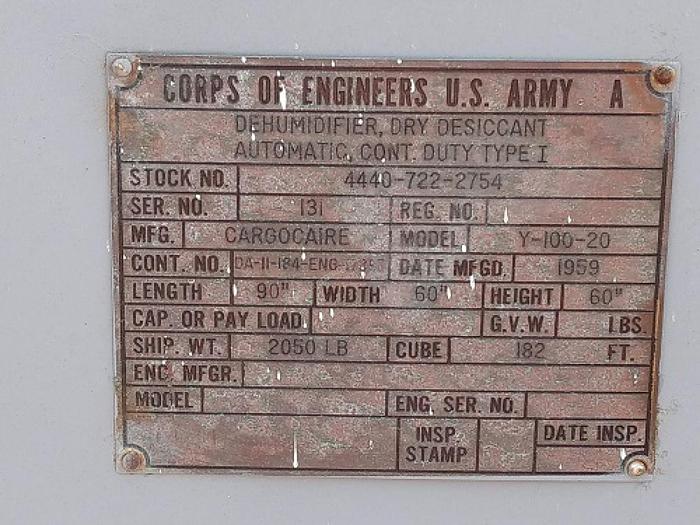 CORPS OF ENGINEERS U.S. ARMY A
DEHUMIDIFIER, DRY DESICCANT
AUTOMATIC, CONT. DUTY TYPE I
STOCK NO. 4440-722-2754
SER. NO. 131 REG. NO.
MFG. CARGOCAIRE MODEL Y-100-20
CONT. NO. DATE MFGD. 1959
LENGTH 90" WIDTH 60" HEIGHT 60"
CAP. OR PAY LOAD G.V.W. LBS.
SHIP. WT. 2050 LB CUBE 182 FT.
ENG. MFGR.
MODEL ENG. SER. NO.
INSP. STAMP DATE INSP.